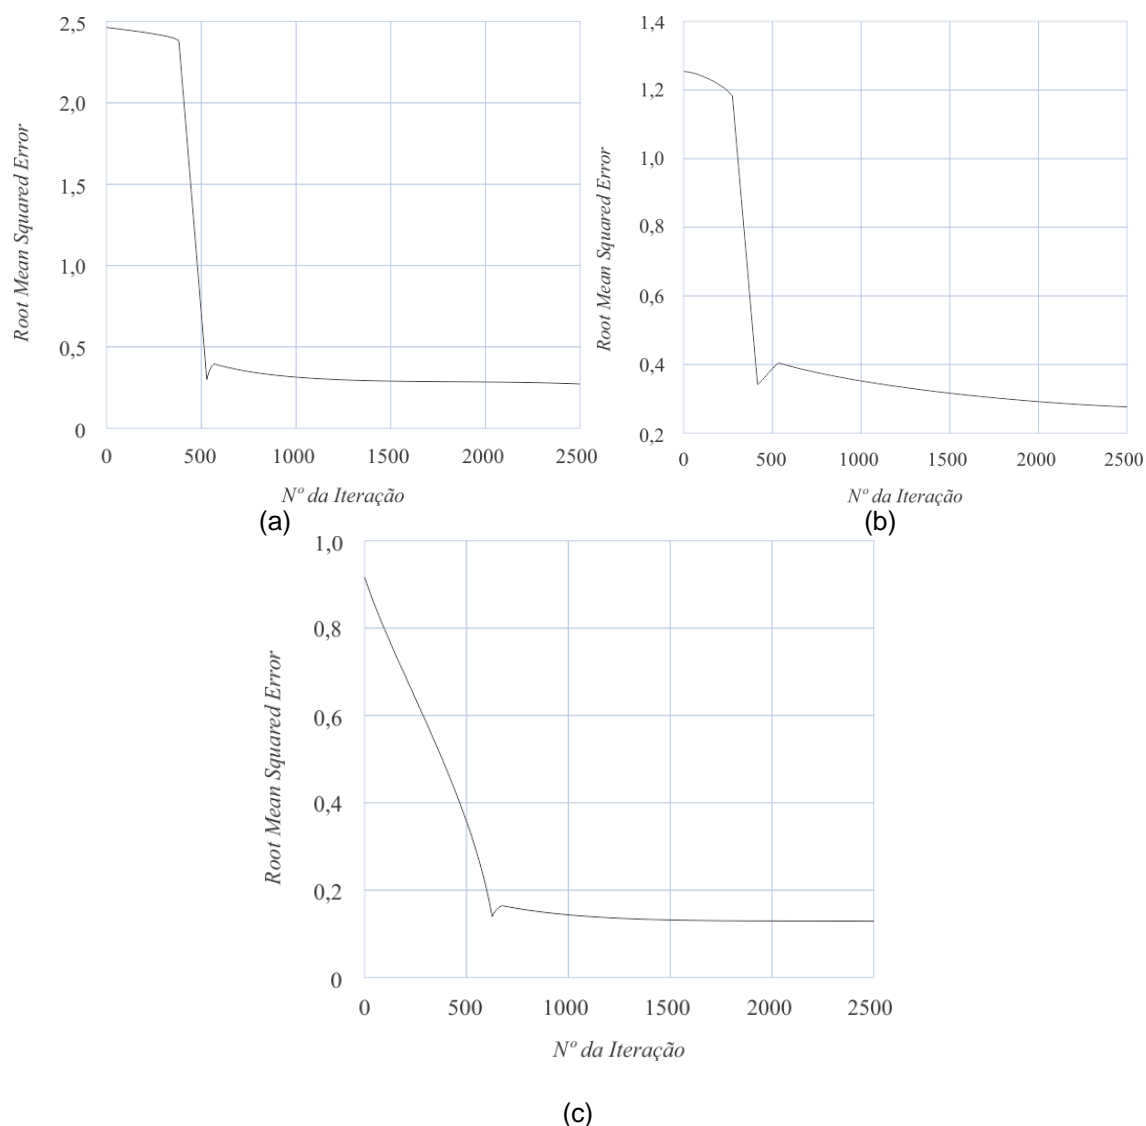 2,5
2,0
1,5
1,0
0,5
0
Root Mean Squared Error
0 500 1000 1500 2000 2500
Nº da Iteração
(a)
1,4
1,2
1,0
0,8
0,6
0,4
0,2
Root Mean Squared Error
0 500 1000 1500 2000 2500
Nº da Iteração
(b)
1,0
0,8
0,6
0,4
0,2
0
Root Mean Squared Error
0 500 1000 1500 2000 2500
Nº da Iteração
(c)